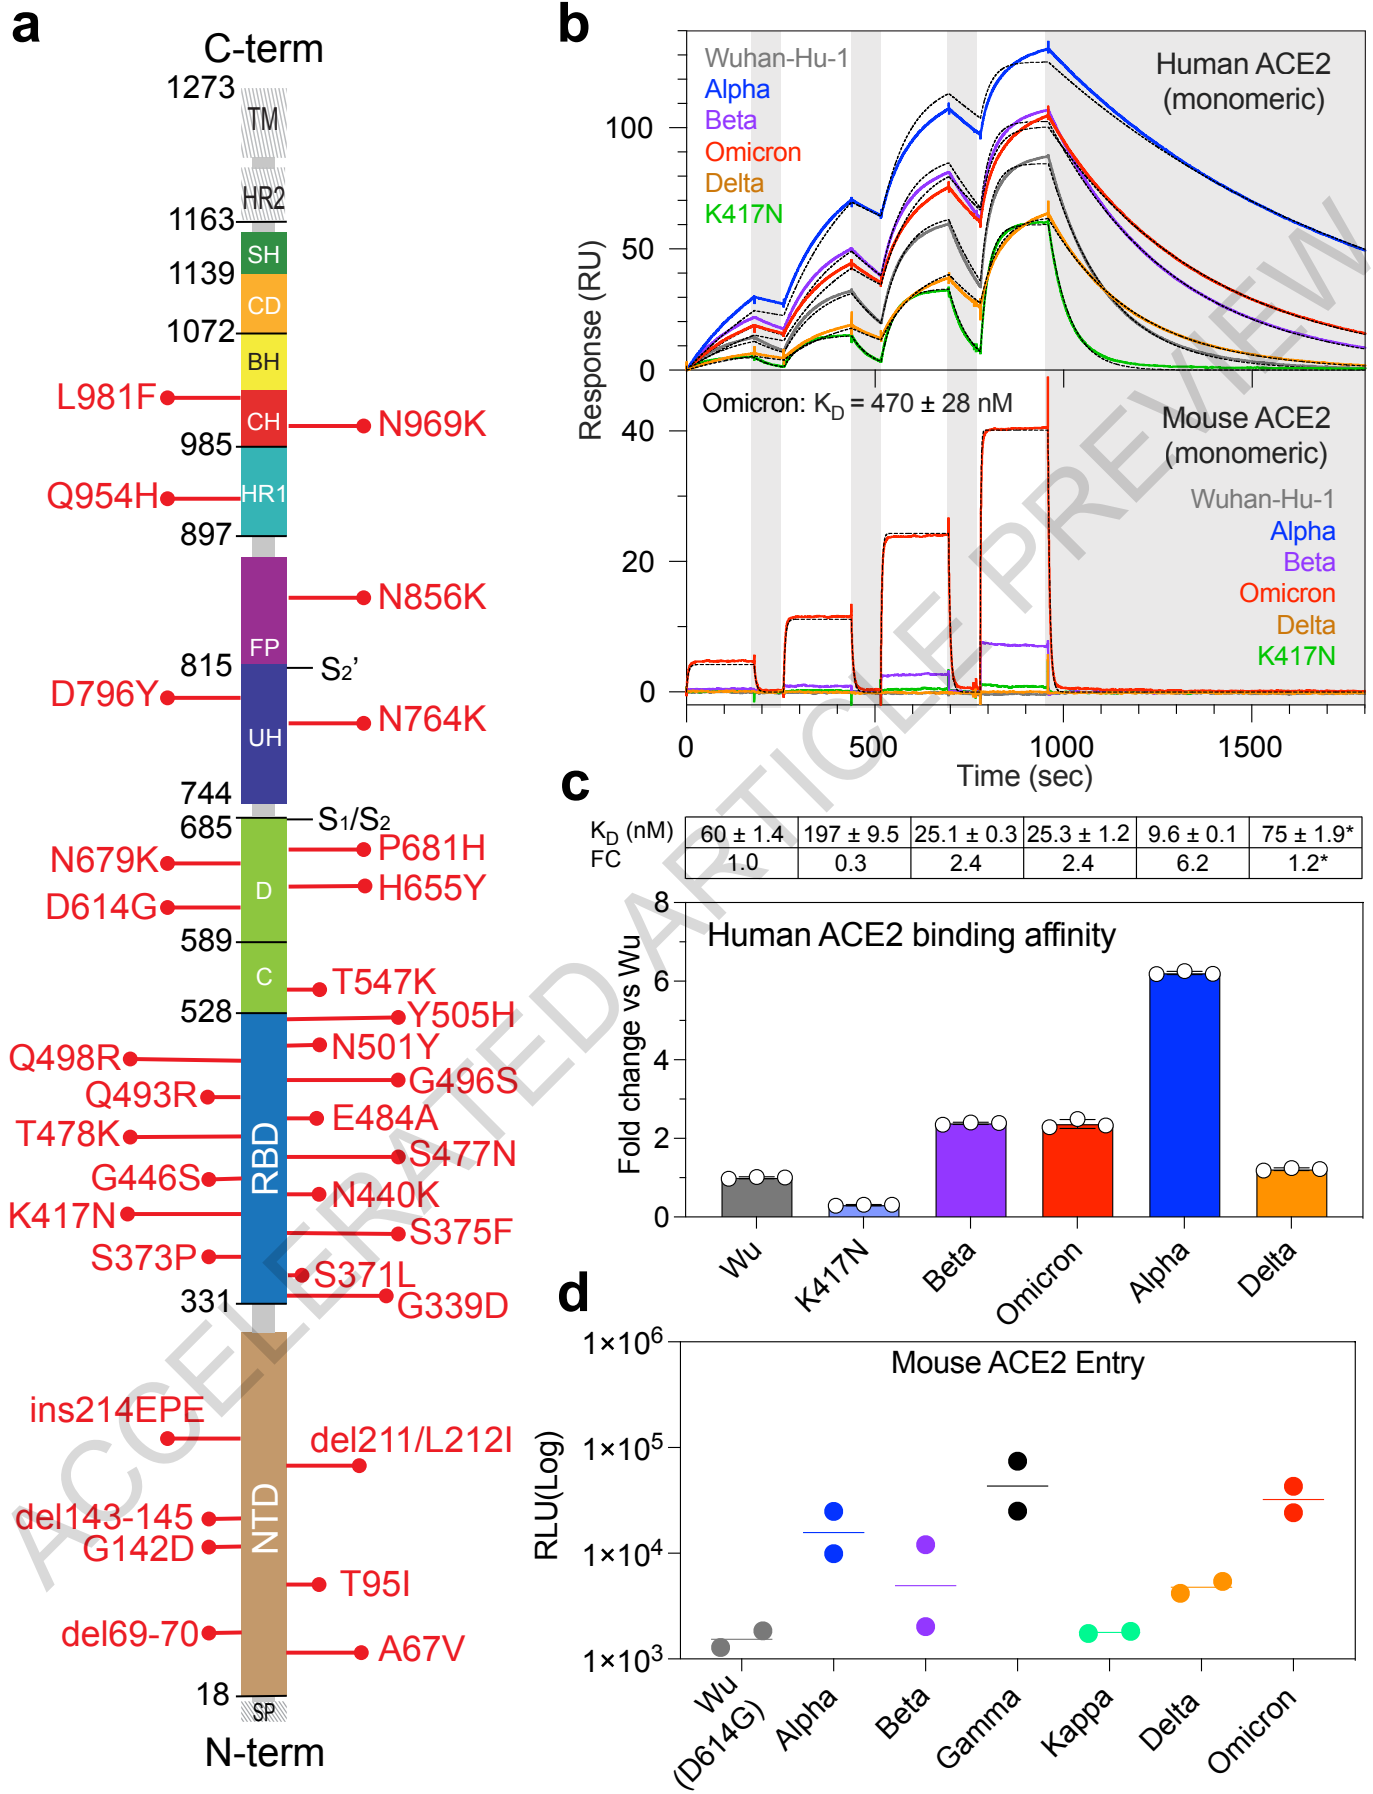 a
C-term
1273
TM
HR2
1163
SH
1139
CD
1072
BH
L981F
CH
N969K
985
Q954H
HR1
897
N856K
FP
815
S2’
D796Y
N764K
UH
744
685
S1/S2
P681H
N679K
H655Y
D
D614G
589
C
T547K
528
Y505H
N501Y
Q498R
G496S
Q493R
E484A
T478K
S477N
RBD
G446S
N440K
K417N
S375F
S373P
S371L
331
G339D
ins214EPE
del211/L212I
NTD
del143-145
G142D
T95I
del69-70
A67V
18
SP
N-term
b
Wuhan-Hu-1
Alpha
Beta
Omicron
Delta
K417N
Human ACE2
(monomeric)
100
50
0
Response (RU)
Omicron: KD = 470 ± 28 nM
Mouse ACE2
(monomeric)
Wuhan-Hu-1
Alpha
Beta
Omicron
Delta
K417N
40
20
0
0 500 1000 1500
Time (sec)
c
KD (nM) 60 ± 1.4 197 ± 9.5 25.1 ± 0.3 25.3 ± 1.2 9.6 ± 0.1 75 ± 1.9*
FC 1.0 0.3 2.4 2.4 6.2 1.2*
Human ACE2 binding affinity
Fold change vs Wu
8
6
4
2
0
Wu K417N Beta Omicron Alpha Delta
d
Mouse ACE2 Entry
RLU(Log)
1×10⁶
1×10⁵
1×10⁴
1×10³
Wu
(D614G)
Alpha Beta Gamma Kappa Delta Omicron
ACCELERATED ARTICLE PREVIEW